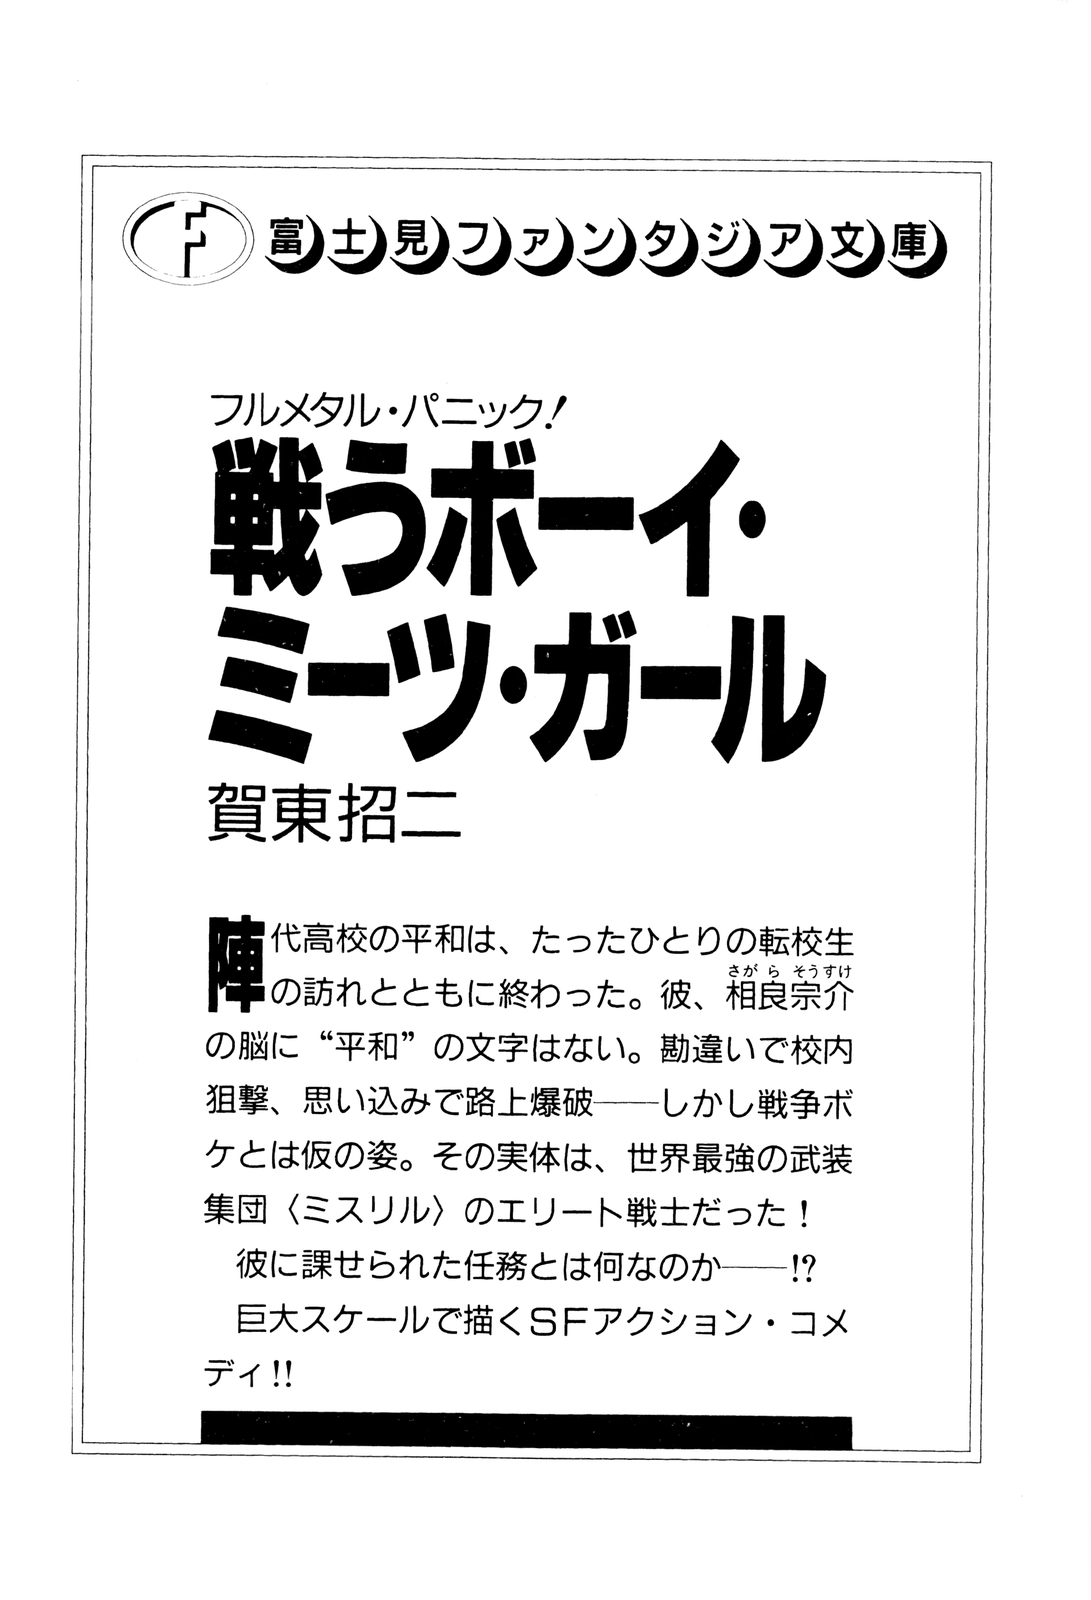 富士見ファンタジア文庫
フルメタル・パニック!
戦うボーイ・
ミーツ・ガール
賀東招二
陣代高校の平和は、たったひとりの転校生
の訪れとともに終わった。彼、相良宗介
さがらそうすけ
の脳に“平和”の文字はない。勘違いで校内
狙撃、思い込みで路上爆破――しかし戦争ボ
ケとは仮の姿。その実体は、世界最強の武装
集団〈ミスリル〉のエリート戦士だった!
彼に課せられた任務とは何なのか――!?
巨大スケールで描くSFアクション・コメ
ディ!!